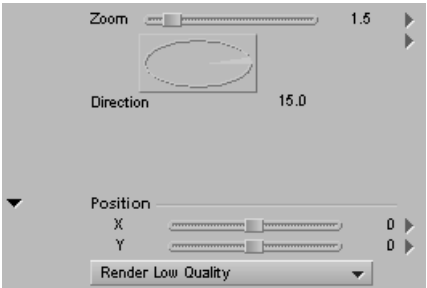 Zoom 1.5
Direction 15.0
Position
X 0
Y 0
Render Low Quality